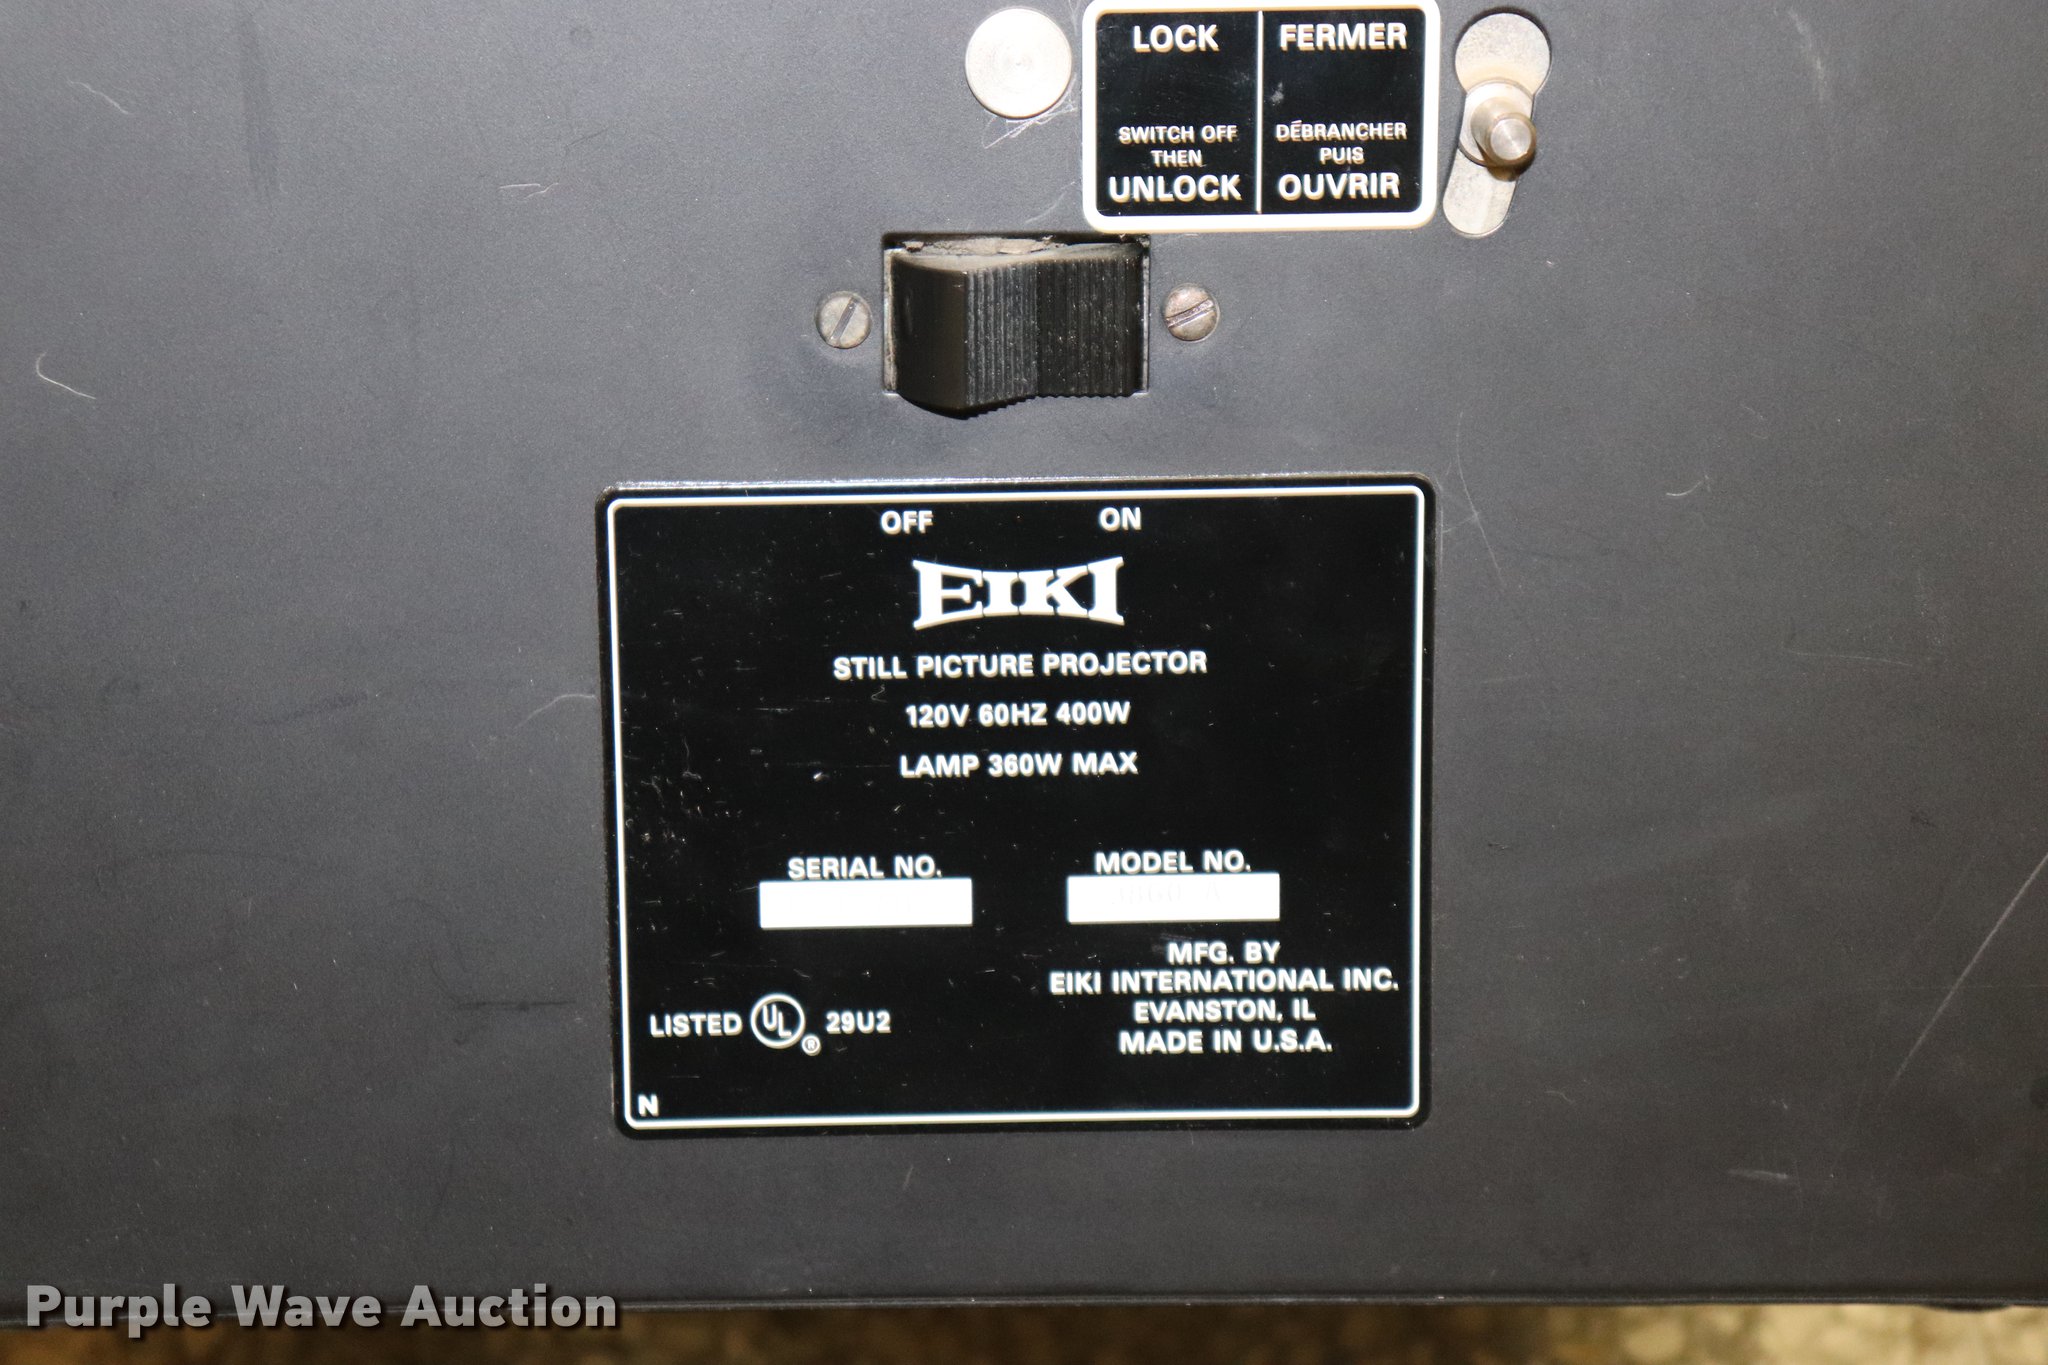 LOCK
SWITCH OFF
THEN
UNLOCK
FERMER
DÉBRANCHER
PUIS
OUVRIR
OFF ON
EIKI
STILL PICTURE PROJECTOR
120V 60HZ 400W
LAMP 360W MAX
SERIAL NO. MODEL NO.
MFG. BY
EIKI INTERNATIONAL INC.
EVANSTON, IL
MADE IN U.S.A.
LISTED UL ® 29U2
N
Purple Wave Auction